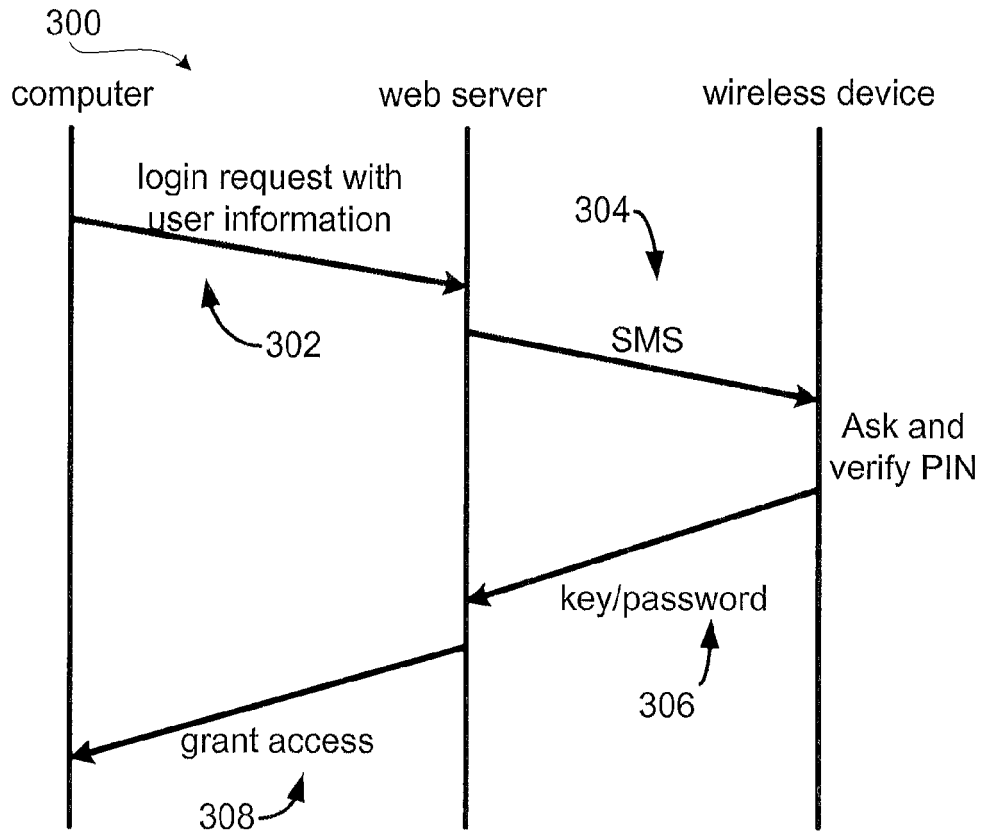 300
computer
web server
wireless device
login request with
user information
304
302
SMS
Ask and
verify PIN
key/password
306
grant access
308